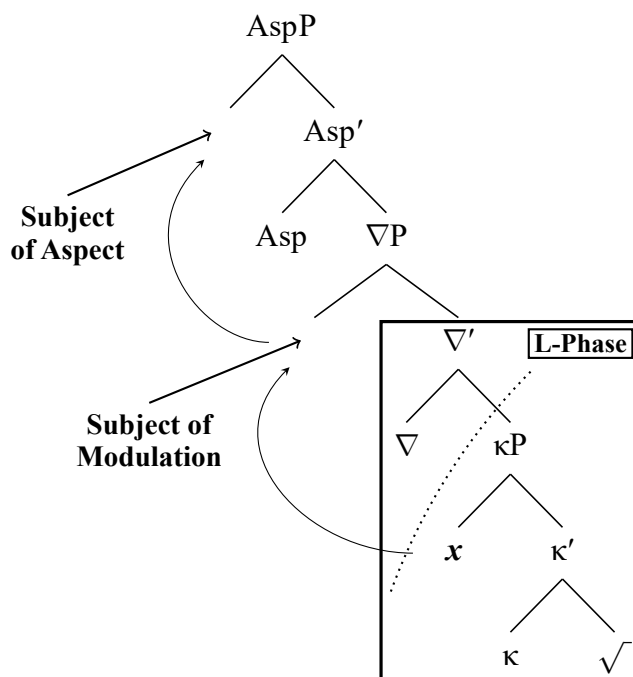 AspP
Asp′
Subject
of Aspect
Asp
∇P
∇′
L-Phase
Subject of
Modulation
∇
κP
x
κ′
κ
√